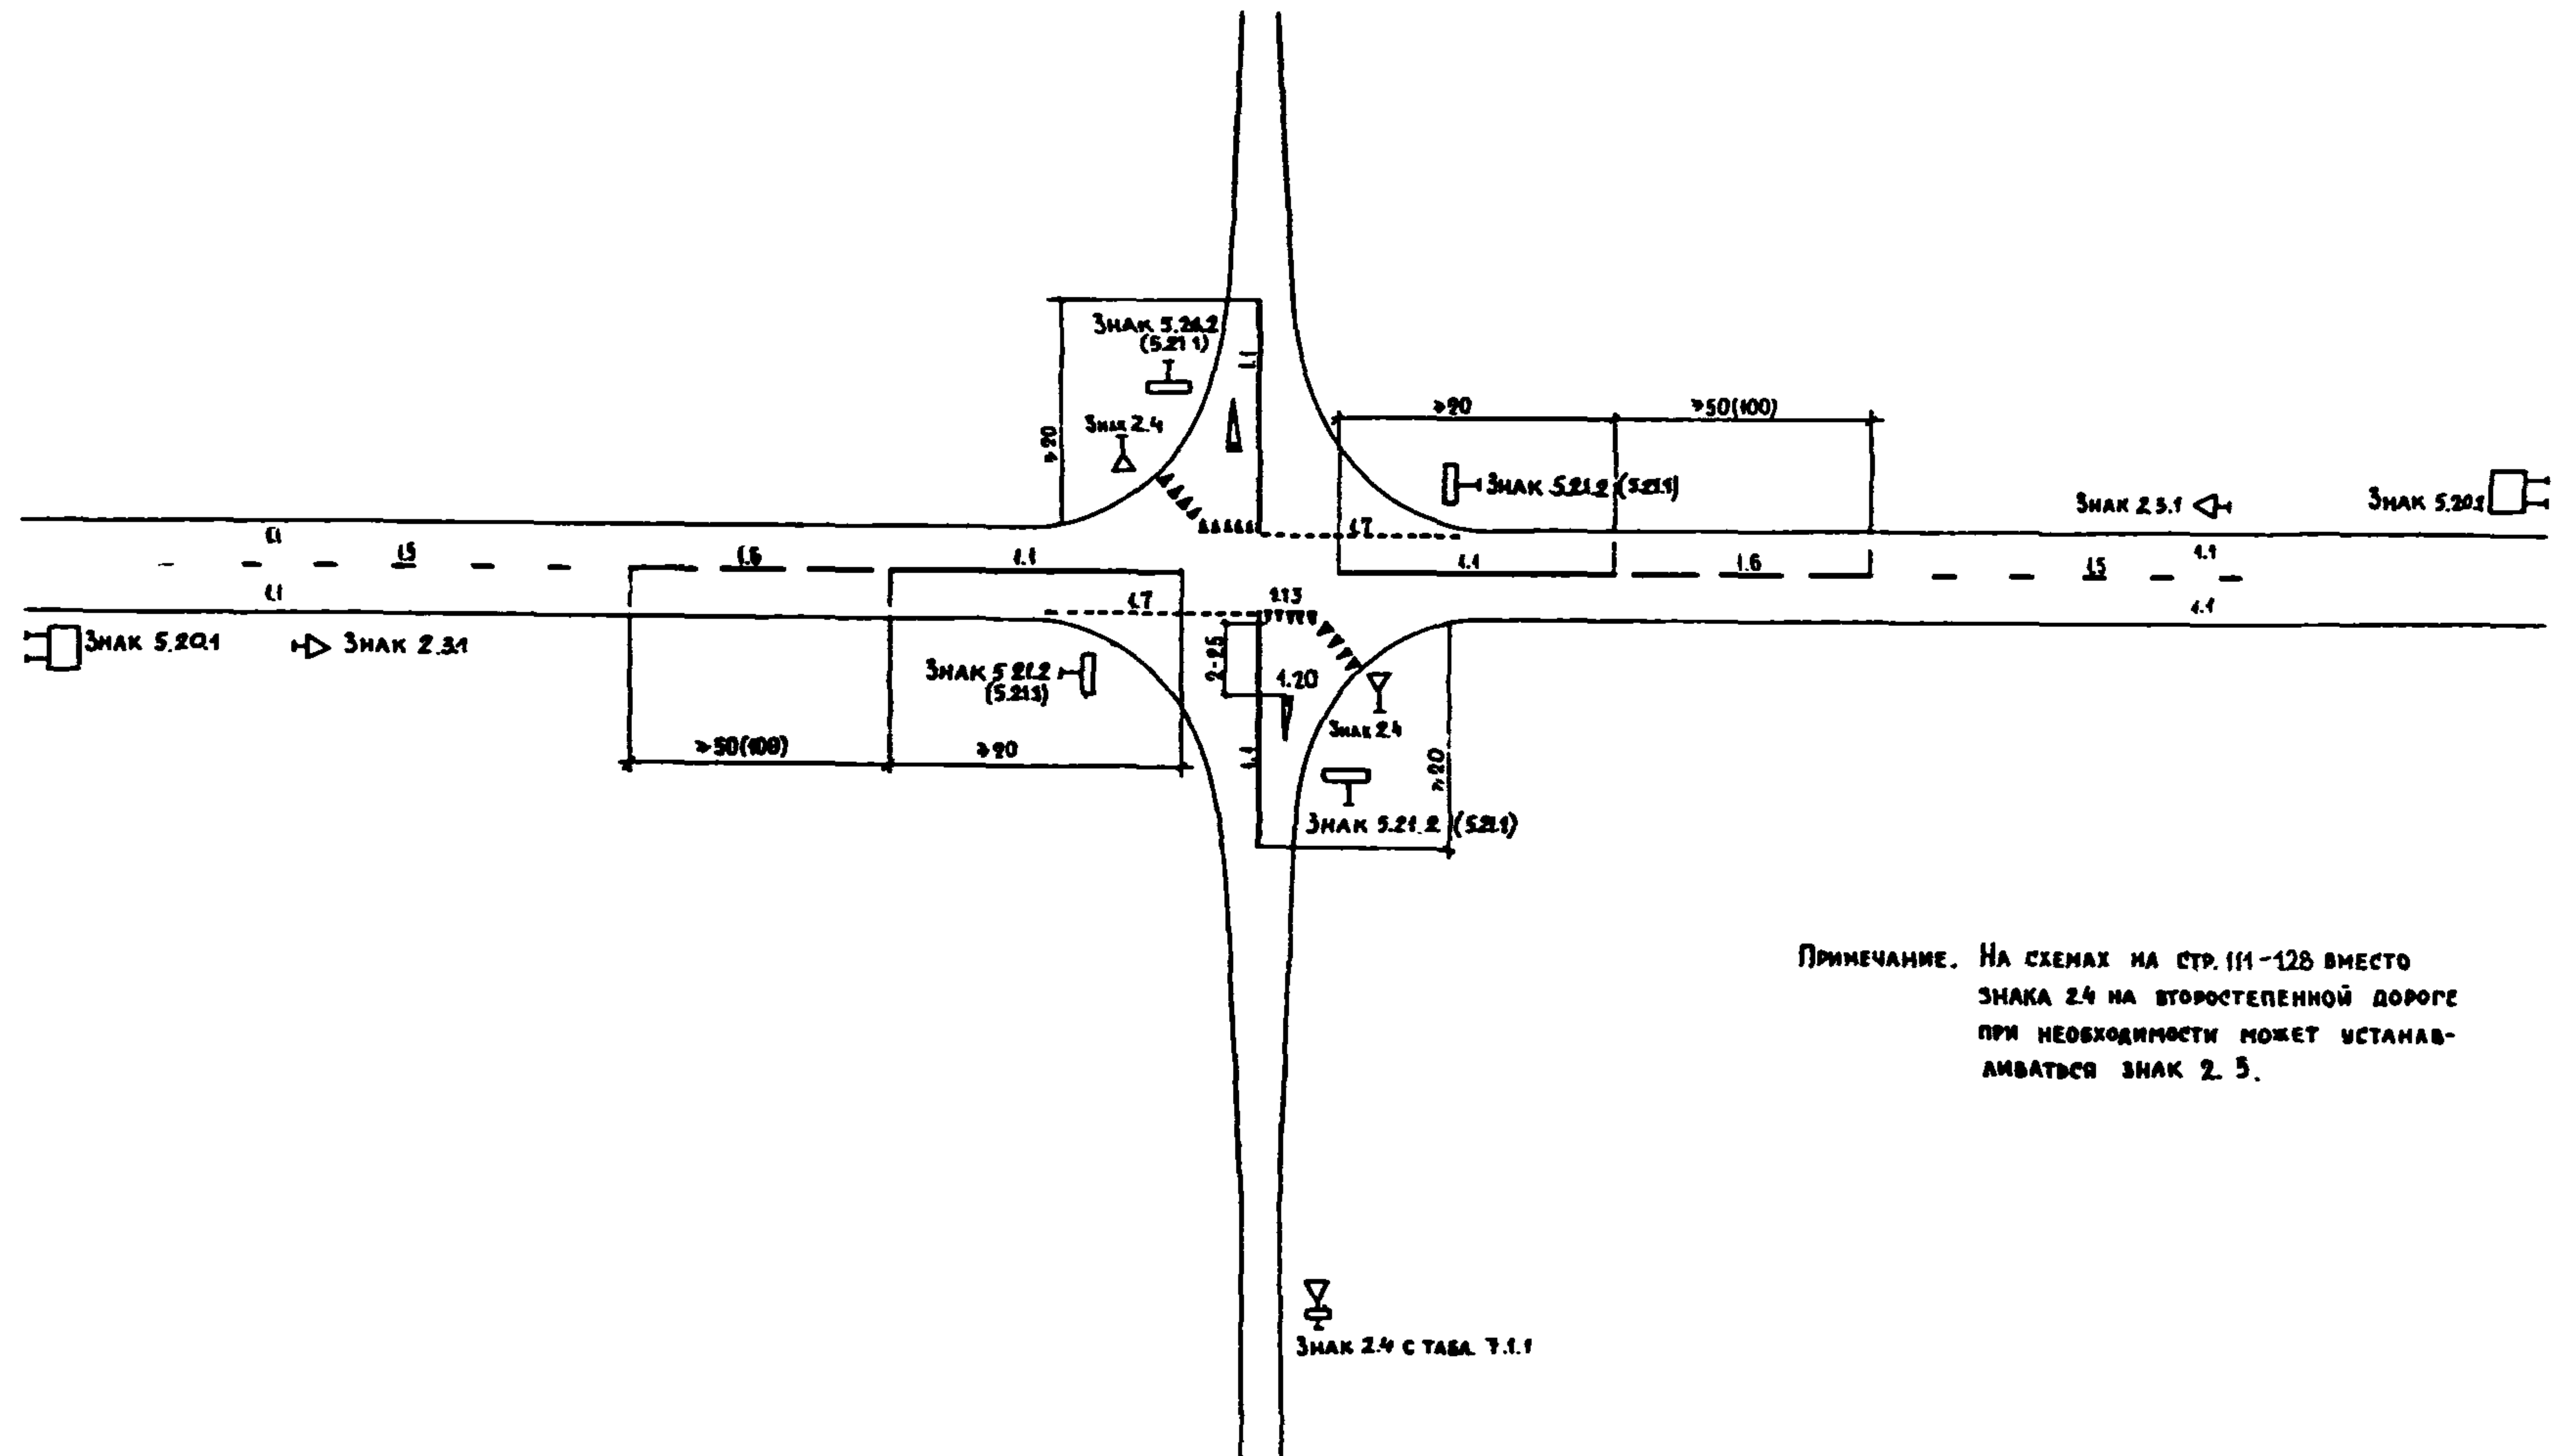 Знак 5.21.2
(5.21 1)
Знак 2.4
1.1
≥20
≥20
≥50(100)
Знак 5.21.2 (5.21.1)
Знак 2.3.1
Знак 5.20.1
1.7
1.1
1.5
1.6
1.1
1.1
1.6
1.5
1.1
1.1
1.1
1.7
1.13
Знак 5.20.1
Знак 2.3.1
Знак 5 21.2
(5.21.1)
2-2.5
1.20
Знак 2.4
≥50(100)
≥20
1.1
≥20
Знак 5.21.2 (5.21.1)
Примечание. На схемах на стр. 111-128 вместо
знака 2.4 на второстепенной дороге
при необходимости может устанав-
ливаться знак 2.5.
Знак 2.4 с табл. 7.1.1